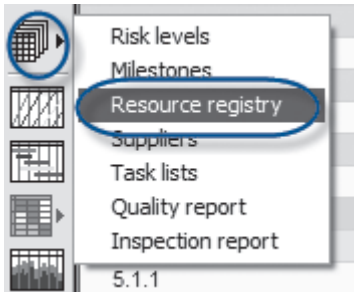 Risk levels
Milestones
Resource registry
Suppliers
Task lists
Quality report
Inspection report
5.1.1